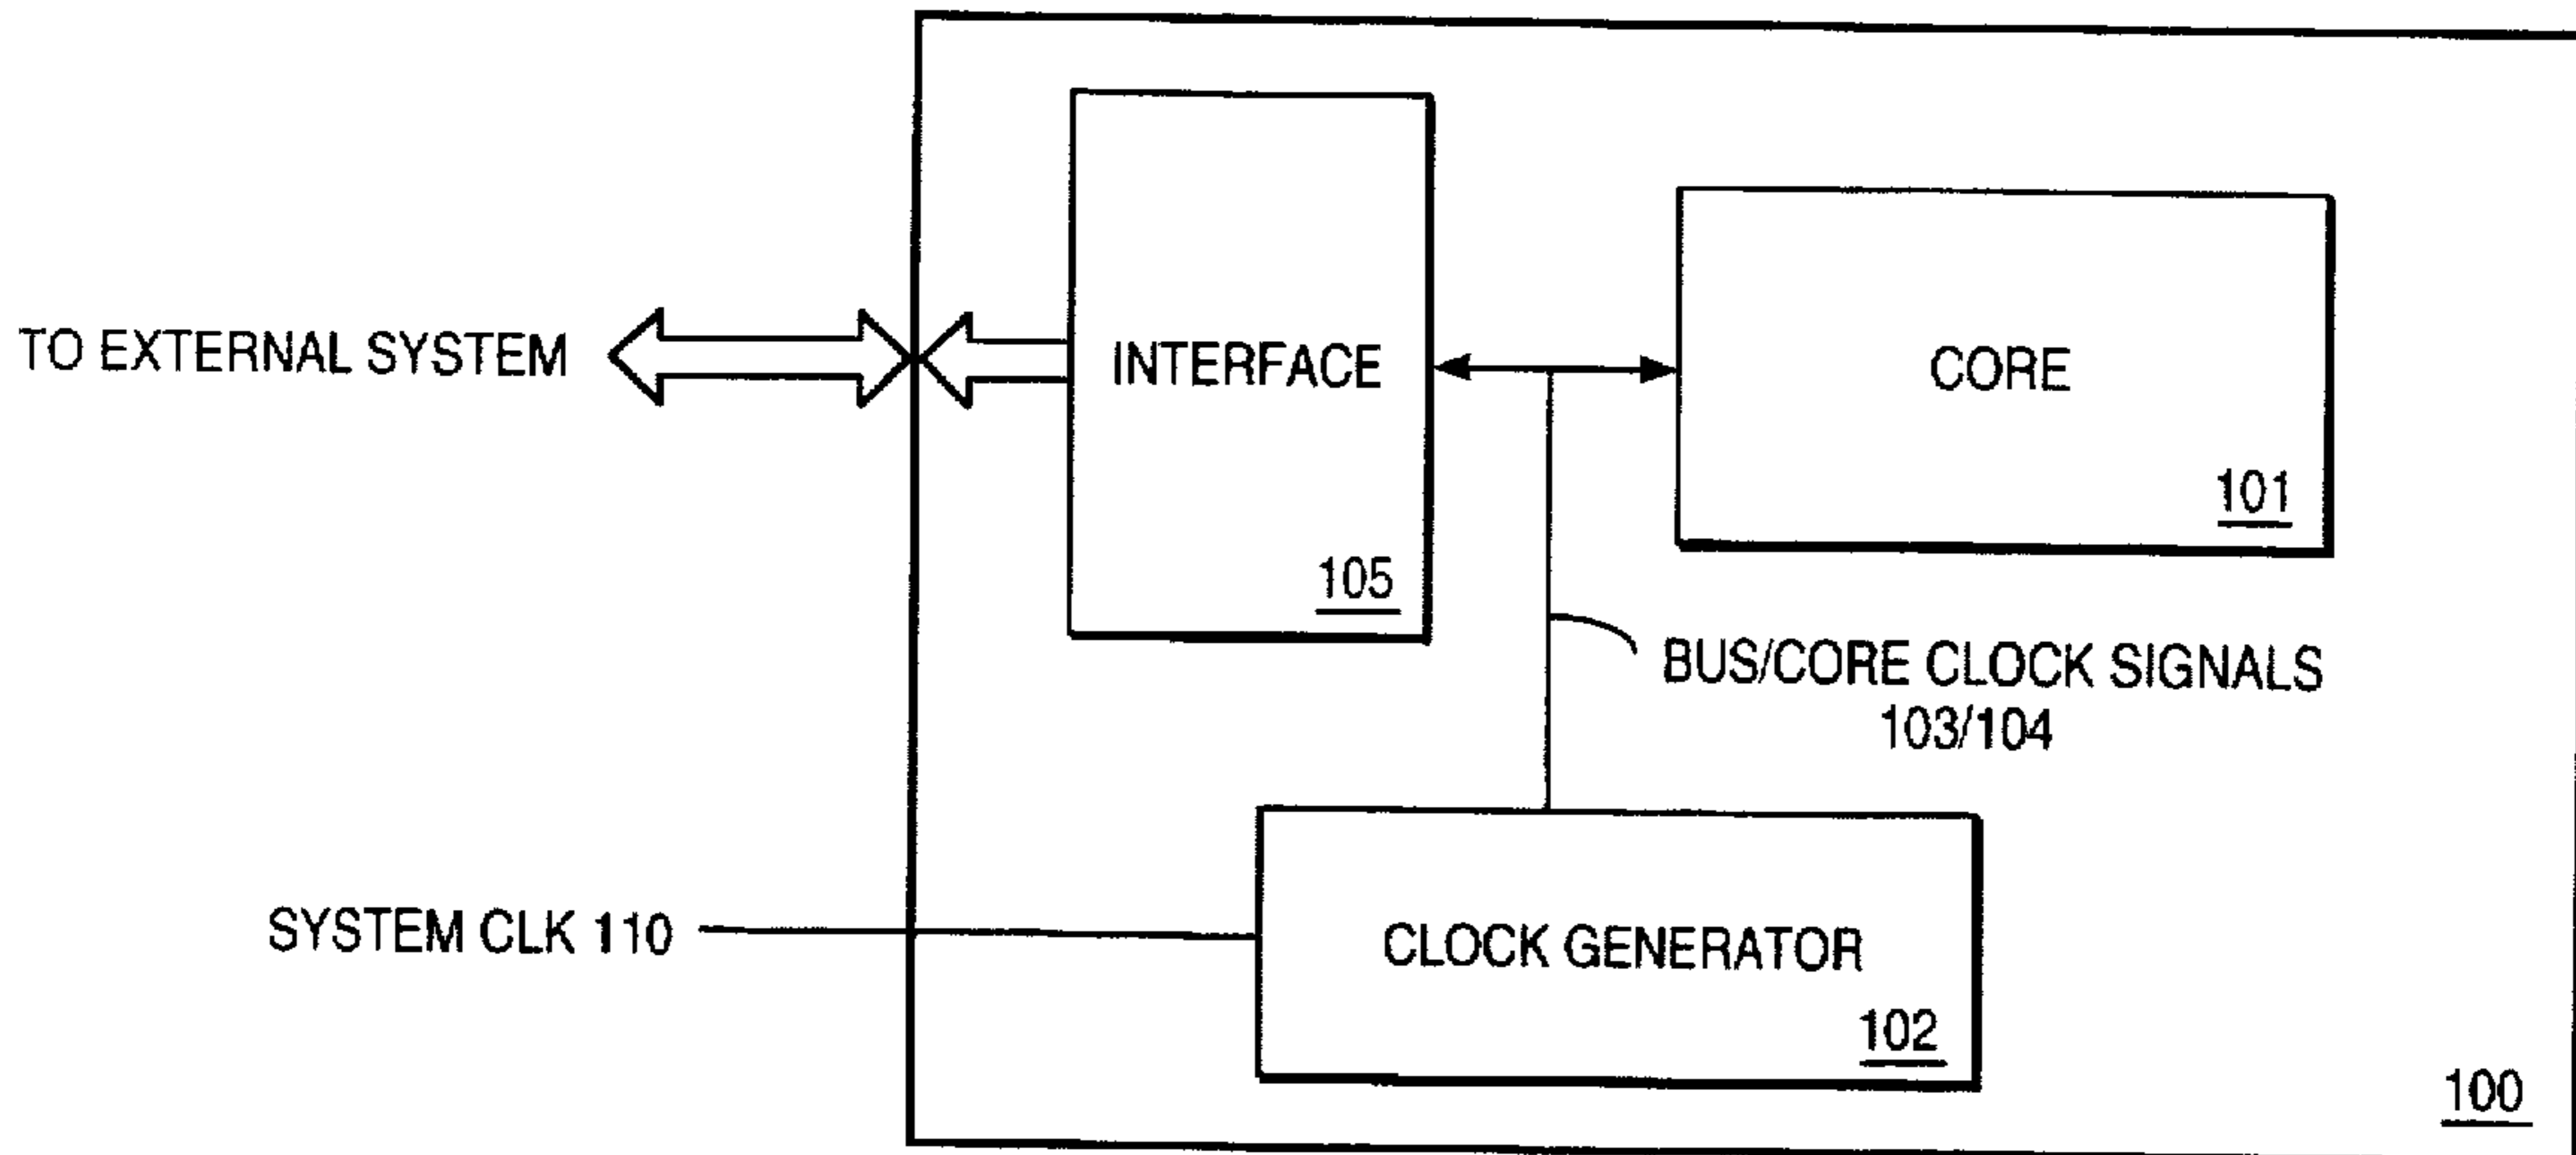 TO EXTERNAL SYSTEM
INTERFACE
105
CORE
101
BUS/CORE CLOCK SIGNALS
103/104
SYSTEM CLK 110
CLOCK GENERATOR
102
100